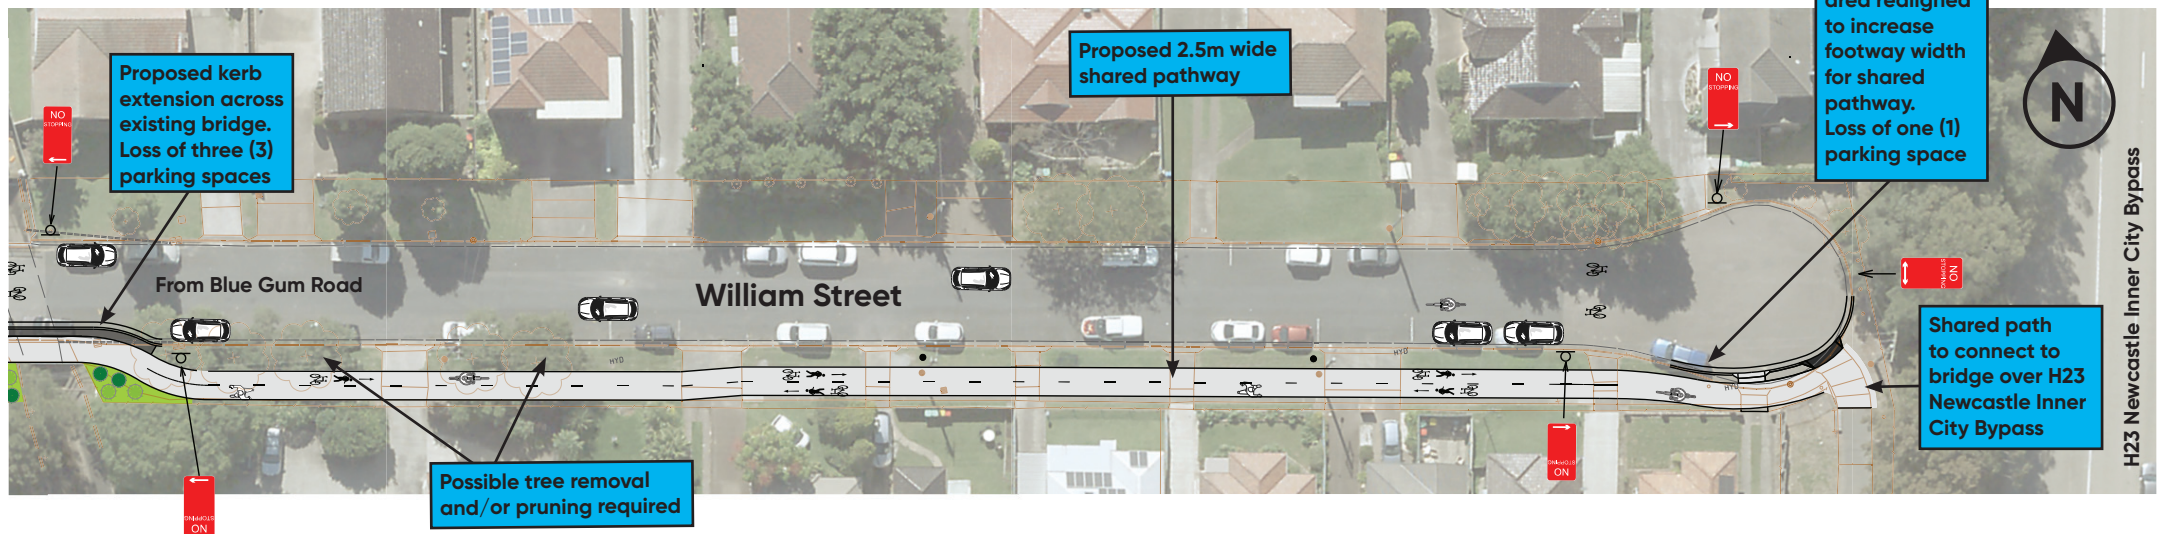 Proposed kerb
extension across
existing bridge.
Loss of three (3)
parking spaces
NO
STOPPING
Proposed 2.5m wide
shared pathway
NO
STOPPING
area realigned
to increase
footway width
for shared
pathway.
Loss of one (1)
parking space
N
H23 Newcastle Inner City Bypass
From Blue Gum Road
William Street
NO
STOPPING
Shared path
to connect to
bridge over H23
Newcastle Inner
City Bypass
HYD
HYD
HYD
Possible tree removal
and/or pruning required
NO
STOPPING
NO
STOPPING